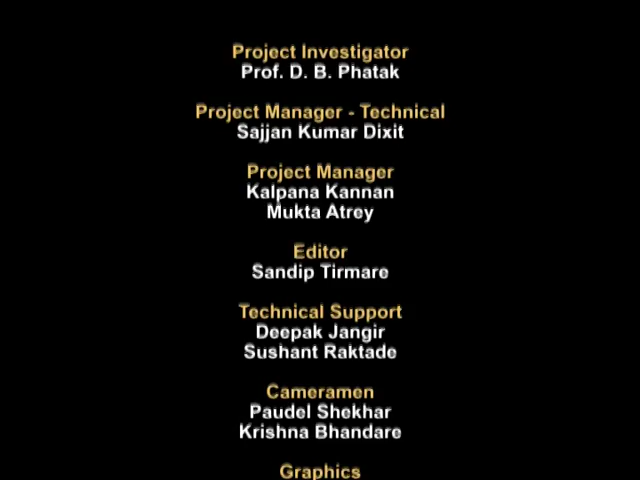 Project Investigator
Prof. D. B. Phatak
Project Manager - Technical
Sajjan Kumar Dixit
Project Manager
Kalpana Kannan
Mukta Atrey
Editor
Sandip Tirmare
Technical Support
Deepak Jangir
Sushant Raktade
Cameramen
Paudel Shekhar
Krishna Bhandare
Graphics